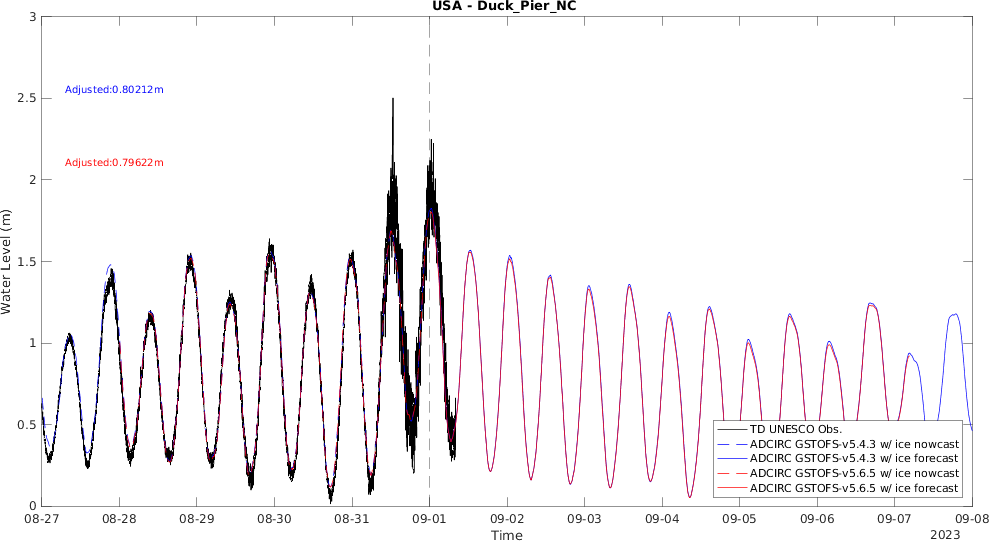 USA - Duck_Pier_NC
3
2.5
2
1.5
1
0.5
0
Water Level (m)
Adjusted:0.80212m
Adjusted:0.79622m
TD UNESCO Obs.
ADCIRC GSTOFS-v5.4.3 w/ ice nowcast
ADCIRC GSTOFS-v5.4.3 w/ ice forecast
ADCIRC GSTOFS-v5.6.5 w/ ice nowcast
ADCIRC GSTOFS-v5.6.5 w/ ice forecast
08-27 08-28 08-29 08-30 08-31 09-01 09-02 09-03 09-04 09-05 09-06 09-07 09-08
Time
2023